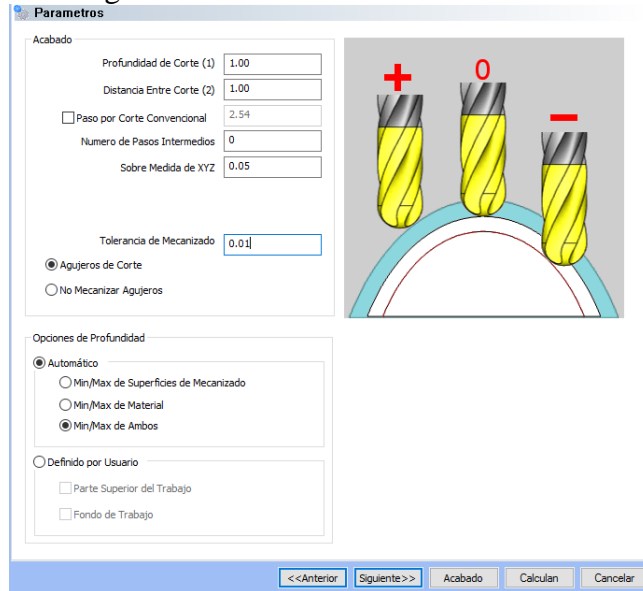 Parametros
Acabado
Profundidad de Corte (1) 1.00
Distancia Entre Corte (2) 1.00
Paso por Corte Convencional 2.54
Numero de Pasos Intermedios 0
Sobre Medida de XYZ 0.05
Tolerancia de Mecanizado 0.01
Agujeros de Corte
No Mecanizar Agujeros
+ 0 −
Opciones de Profundidad
Automático
Min/Max de Superficies de Mecanizado
Min/Max de Material
Min/Max de Ambos
Definido por Usuario
Parte Superior del Trabajo
Fondo de Trabajo
<<Anterior Siguiente>> Acabado Calculan Cancelar